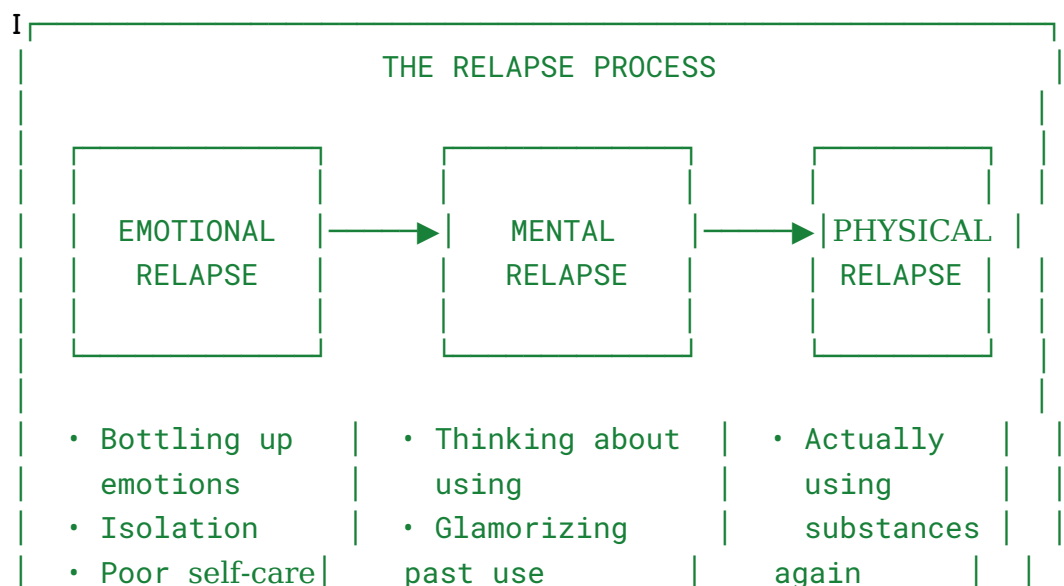 I
THE RELAPSE PROCESS
EMOTIONAL MENTAL PHYSICAL
RELAPSE RELAPSE RELAPSE
• Bottling up • Thinking about • Actually
emotions using using
• Isolation • Glamorizing substances
• Poor self-care past use again